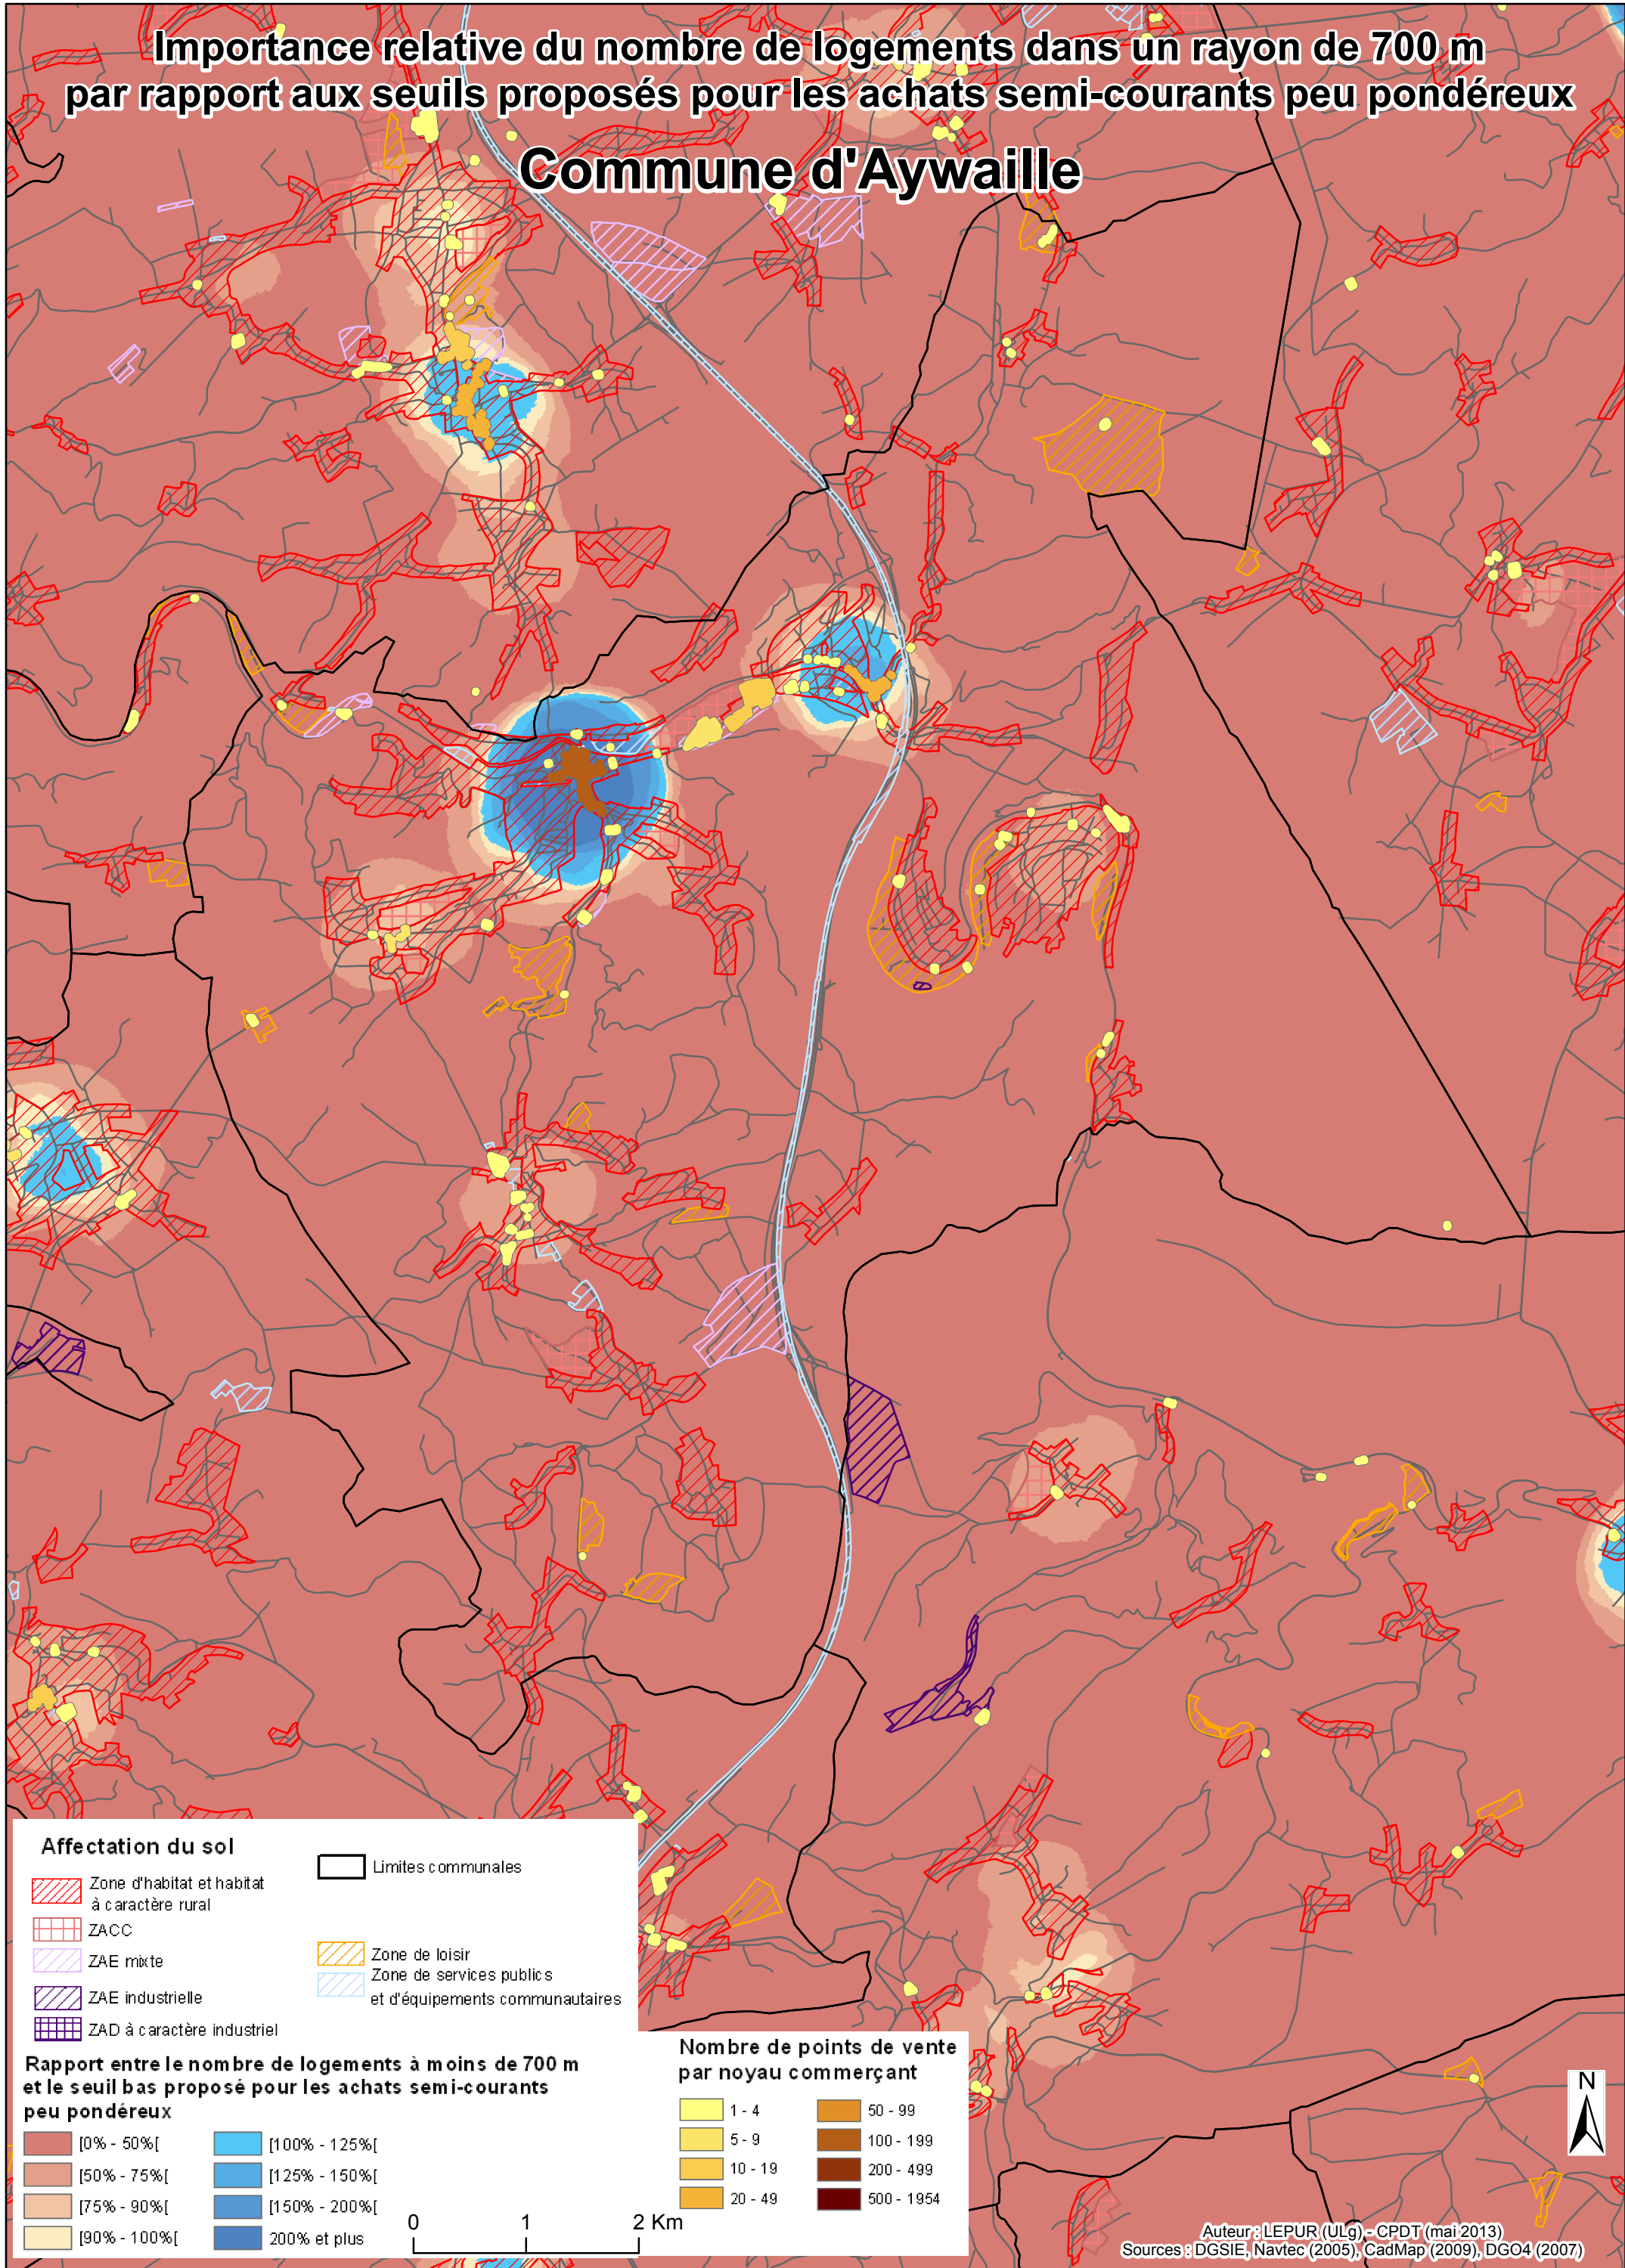 Importance relative du nombre de logements dans un rayon de 700 m
par rapport aux seuils proposés pour les achats semi-courants peu pondéreux
Commune d'Aywaille
Affectation du sol
Zone d'habitat et habitat
à caractère rural
ZACC
ZAE mixte
ZAE industrielle
ZAD à caractère industriel
Limites communales
Zone de loisir
Zone de services publics
et d'équipements communautaires
Rapport entre le nombre de logements à moins de 700 m
et le seuil bas proposé pour les achats semi-courants
peu pondéreux
[0% - 50%[
[50% - 75%[
[75% - 90%[
[90% - 100%[
[100% - 125%[
[125% - 150%[
[150% - 200%[
200% et plus
0 1 2 Km
Nombre de points de vente
par noyau commerçant
1 - 4
5 - 9
10 - 19
20 - 49
50 - 99
100 - 199
200 - 499
500 - 1954
N
Auteur : LEPUR (ULg) - CPDT (mai 2013)
Sources : DGSIE, Navtec (2005), CadMap (2009), DGO4 (2007)